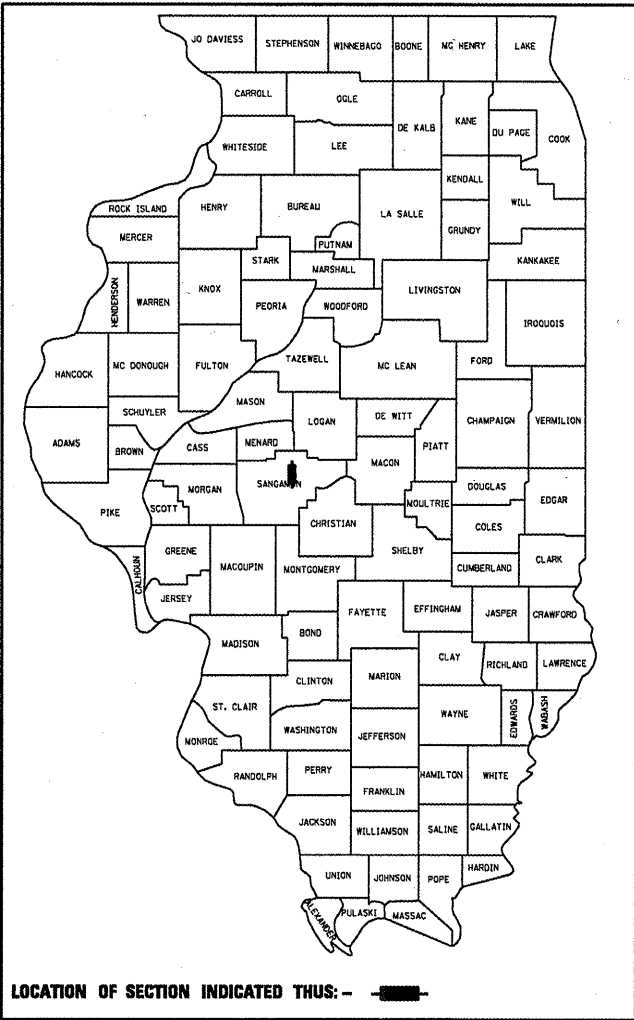 JO DAVIESS STEPHENSON WINNEBAGO BOONE MC HENRY LAKE
CARROLL OGLE DE KALB KANE DU PAGE COOK
WHITESIDE LEE
KENDALL WILL
ROCK ISLAND HENRY BUREAU LA SALLE
MERCER PUTNAM GRUNDY
STARK MARSHALL KANKAKEE
HENDERSON WARREN KNOX PEORIA WOODFORD LIVINGSTON IROQUOIS
HANCOCK MC DONOUGH FULTON TAZEWELL MC LEAN FORD
SCHUYLER MASON LOGAN DE WITT CHAMPAIGN VERMILION
ADAMS BROWN CASS MENARD PIATT
MACON
SANGAMON DOUGLAS
PIKE SCOTT MORGAN MOULTRIE EDGAR
CHRISTIAN COLES
GREENE MACOUPIN MONTGOMERY SHELBY CUMBERLAND CLARK
CALHOUN JERSEY FAYETTE EFFINGHAM JASPER CRAWFORD
MADISON BOND
CLAY RICHLAND LAWRENCE
CLINTON MARION
ST. CLAIR WAYNE EDWARDS WABASH
WASHINGTON JEFFERSON
MONROE
RANDOLPH PERRY HAMILTON WHITE
FRANKLIN
JACKSON WILLIAMSON SALINE GALLATIN
UNION JOHNSON POPE HARDIN
ALEXANDER PULASKI MASSAC
LOCATION OF SECTION INDICATED THUS: -